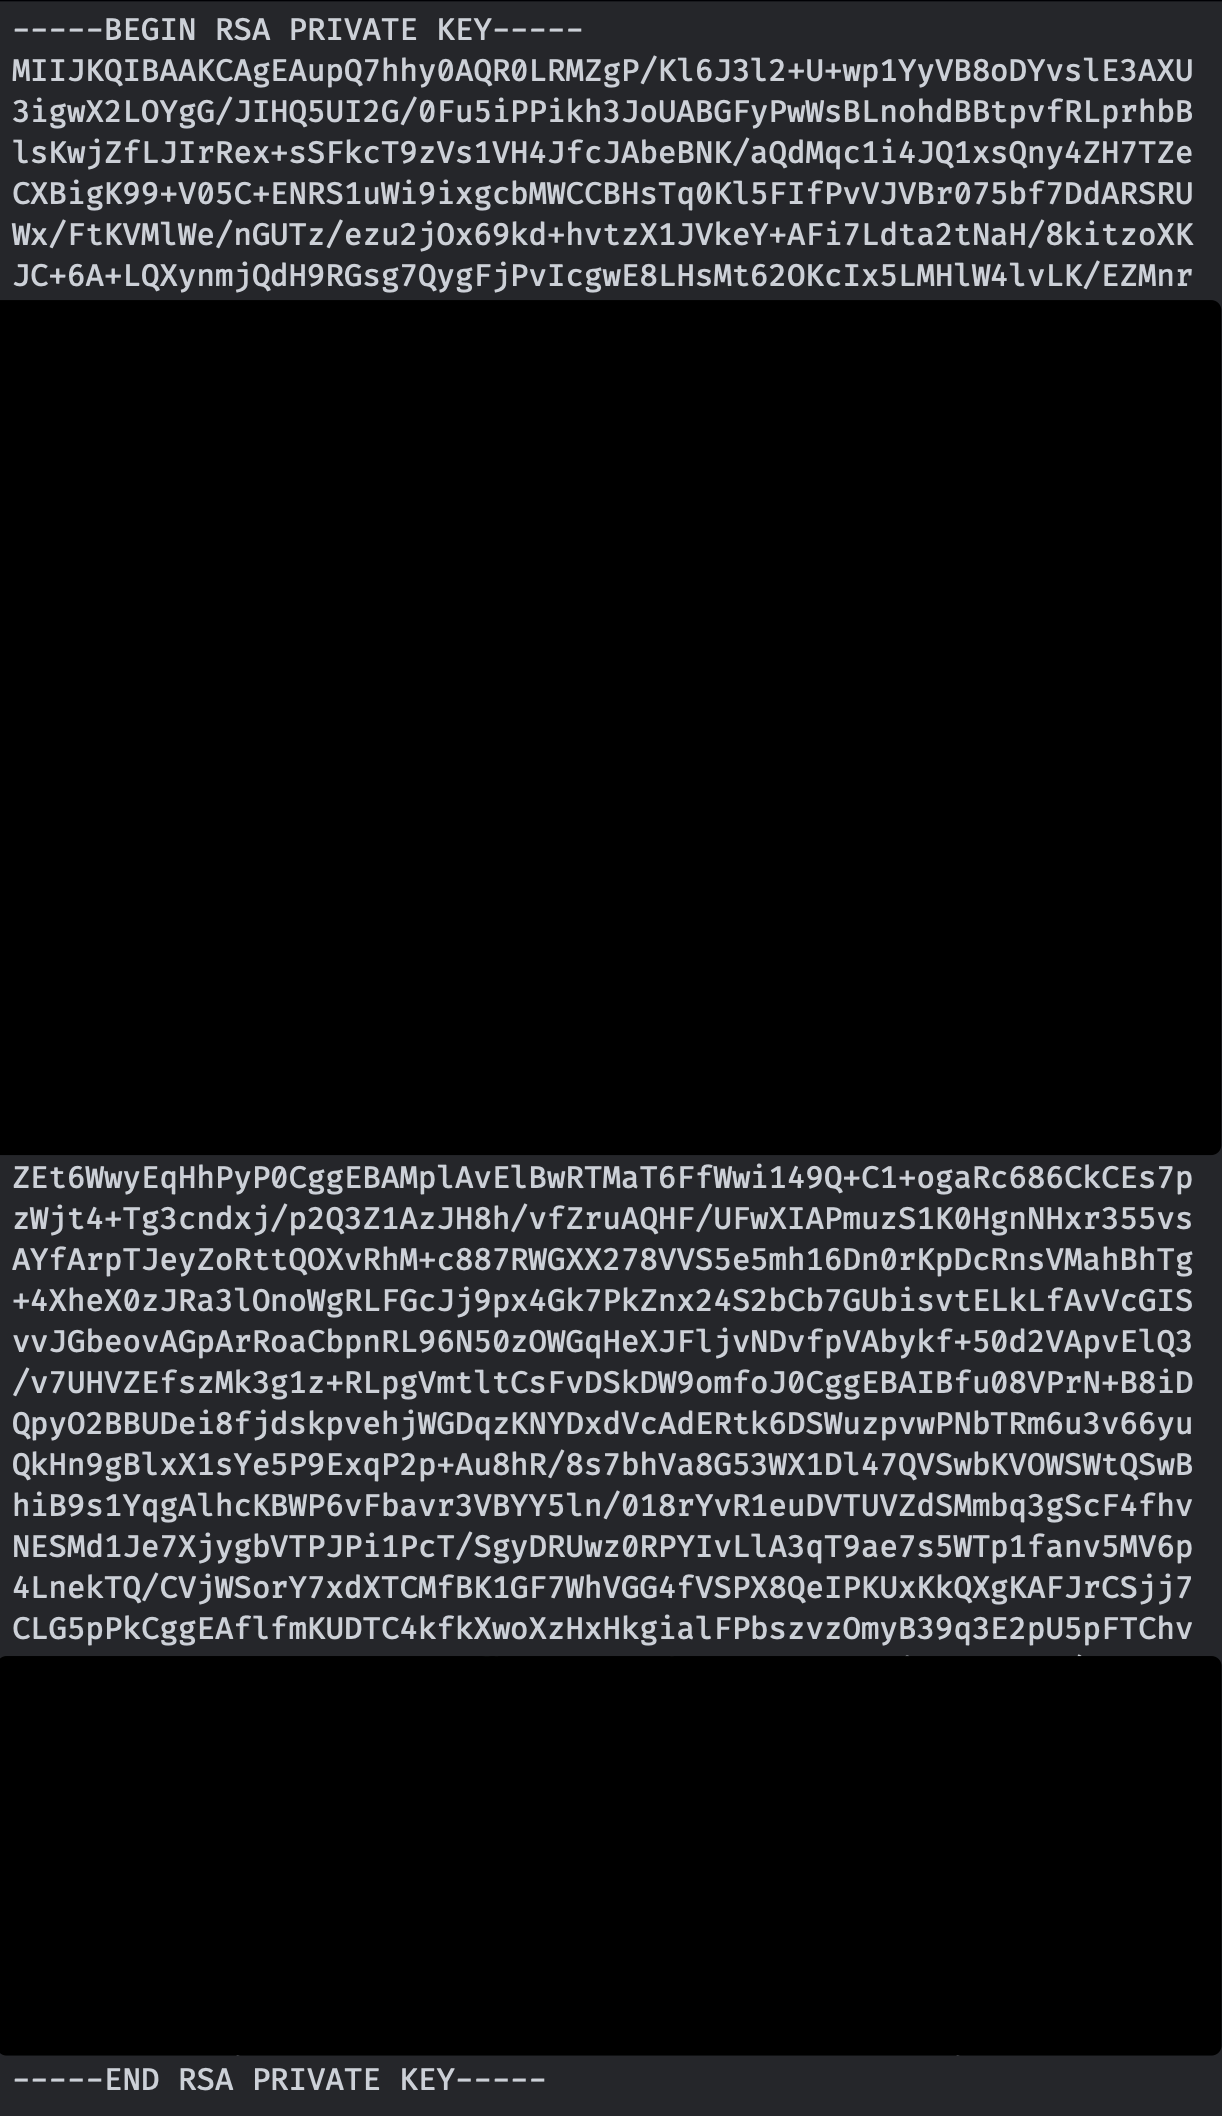 -----BEGIN RSA PRIVATE KEY-----
MIIJKQIBAAKCAgEAupQ7hhy0AQR0LRMZgP/Kl6J3l2+U+wp1YyVB8oDYvslE3AXU
3igwX2LOYgG/JIHQ5UI2G/0Fu5iPPikh3JoUABGFyPwWsBLnohdBBtpvfRLprhbB
lsKwjZfLJIrRex+sSFkcT9zVs1VH4JfcJAbeBNK/aQdMqc1i4JQ1xsQny4ZH7TZe
CXBigK99+V05C+ENRS1uWi9ixgcbMWCCBHsTq0Kl5FIfPvVJVBr075bf7DdARSRU
Wx/FtKVMlWe/nGUTz/ezu2jOx69kd+hvtzX1JVkeY+AFi7Ldta2tNaH/8kitzoXK
JC+6A+LQXynmjQdH9RGsg7QygFjPvIcgwE8LHsMt62OKcIx5LMHlW4lvLK/EZMnr
ZEt6WwyEqHhPyP0CggEBAMplAvElBwRTMaT6FfWwi149Q+C1+ogaRc686CkCEs7p
zWjt4+Tg3cndxj/p2Q3Z1AzJH8h/vfZruAQHF/UFwXIAPmuzS1K0HgnNHxr355vs
AYfArpTJeyZoRttQOXvRhM+c887RWGXX278VVS5e5mh16Dn0rKpDcRnsVMahBhTg
+4XheX0zJRa3lOnoWgRLFGcJj9px4Gk7PkZnx24S2bCb7GUbisvtELkLfAvVcGIS
vvJGbeovAGpArRoaCbpnRL96N50zOWGqHeXJFljvNDvfpVAbykf+50d2VApvElQ3
/v7UHVZEfszMk3g1z+RLpgVmtltCsFvDSkDW9omfoJ0CggEBAIBfu08VPrN+B8iD
QpyO2BBUDei8fjdskpvehjWGDqzKNYDxdVcAdERtk6DSWuzpvwPNbTRm6u3v66yu
QkHn9gBlxX1sYe5P9ExqP2p+Au8hR/8s7bhVa8G53WX1Dl47QVSwbKVOWSWtQSwB
hiB9s1YqgAlhcKBWP6vFbavr3VBYY5ln/018rYvR1euDVTUVZdSMmbq3gScF4fhv
NESMd1Je7XjygbVTPJPi1PcT/SgyDRUwz0RPYIvLlA3qT9ae7s5WTp1fanv5MV6p
4LnekTQ/CVjWSorY7xdXTCMfBK1GF7WhVGG4fVSPX8QeIPKUxKkQXgKAFJrCSjj7
CLG5pPkCggEAflfmKUDTC4kfkXwoXzHxHkgialFPbszvzOmyB39q3E2pU5pFTChv
-----END RSA PRIVATE KEY-----